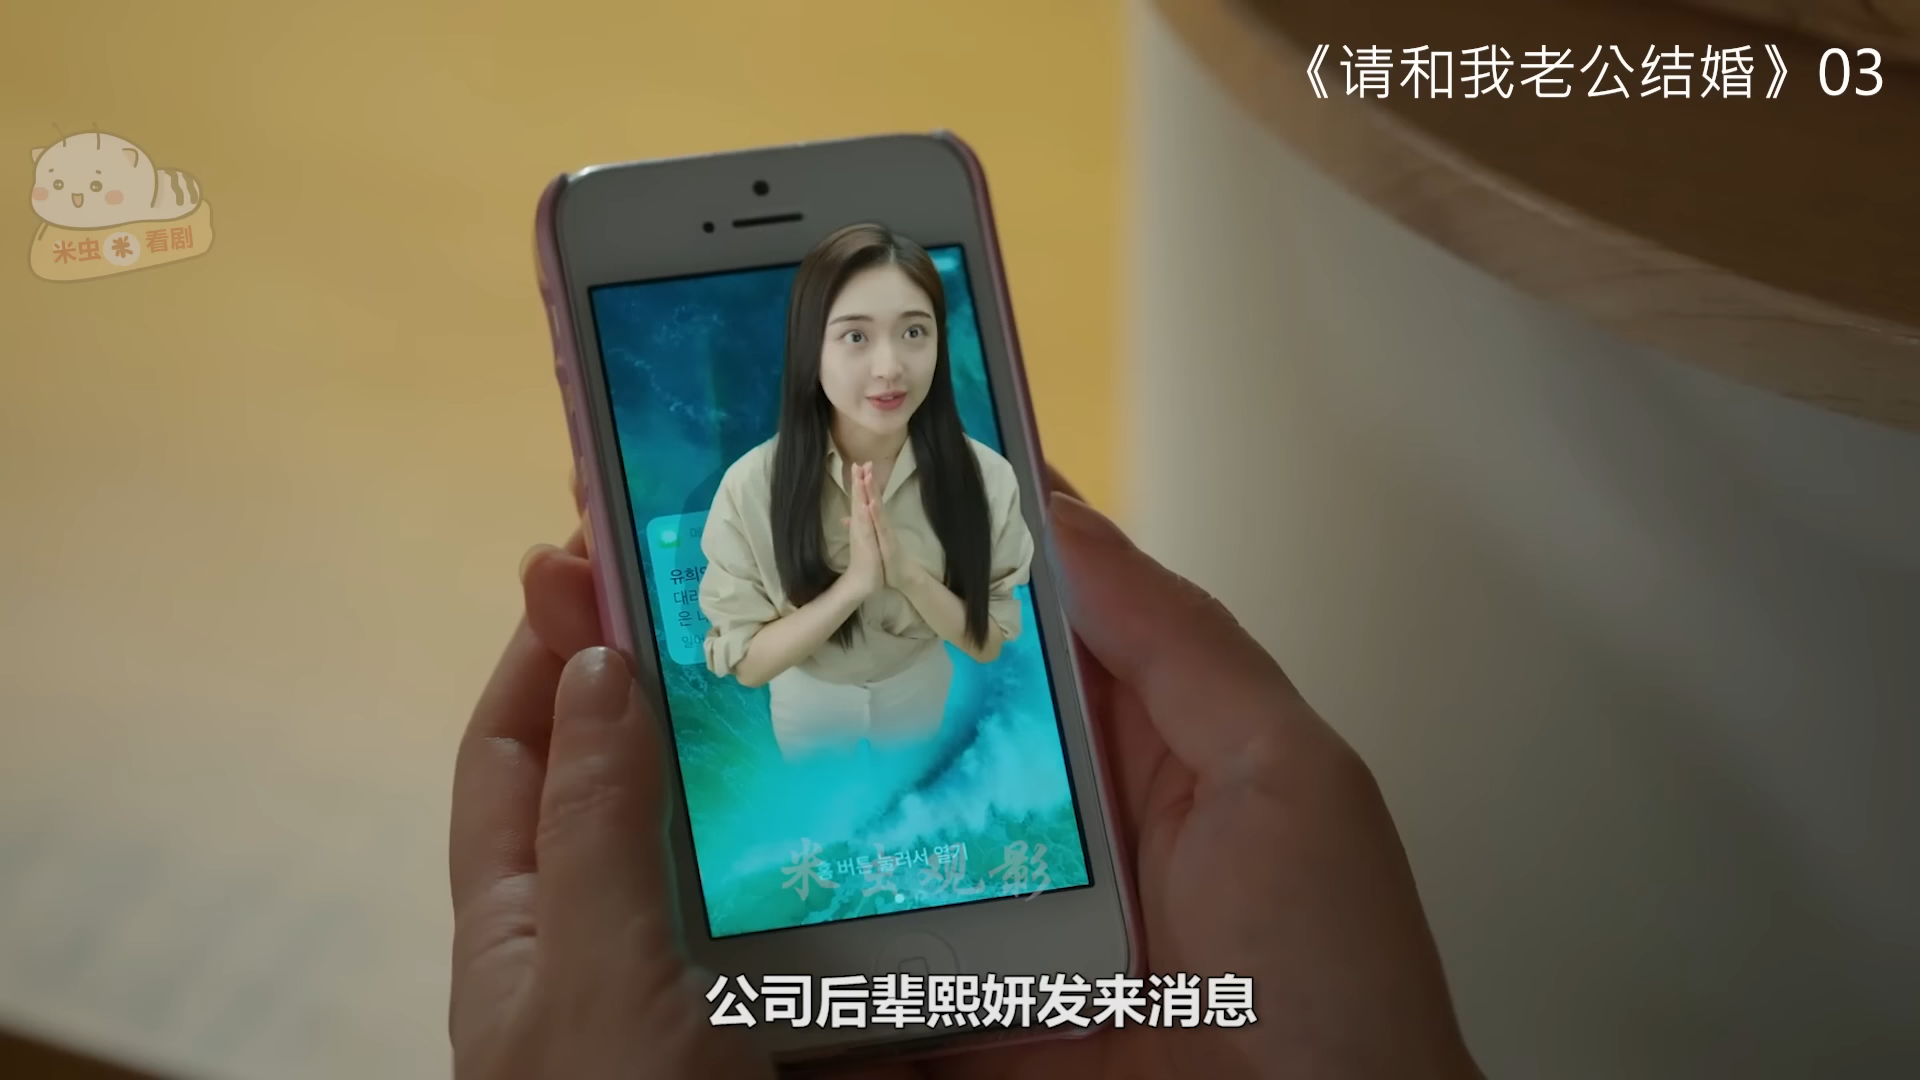 《请和我老公结婚》03
米虫米看剧
유희
대리
은 나
홈 버튼 눌러서 열기
米虫观影
公司后辈熙妍发来消息